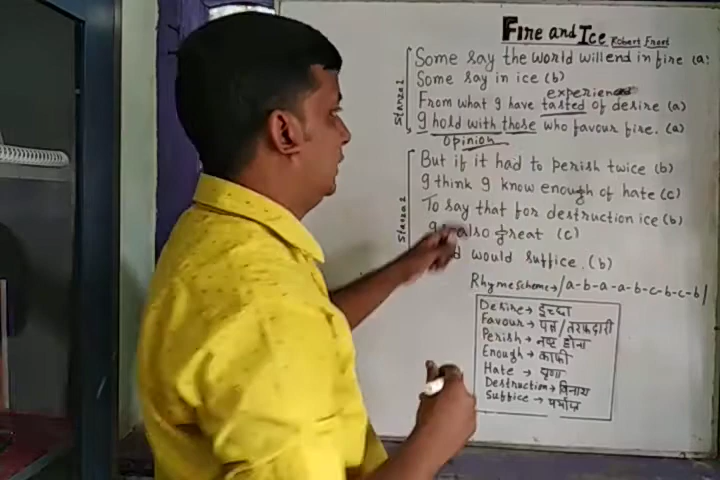 Fire and Ice Robert Frost
Stanza 1
Some say the world will end in fire (a)
Some say in ice (b)
experienced
From what I have tasted of desire (a)
I hold with those who favour fire. (a)
opinion
Stanza 2
But if it had to perish twice (b)
I think I know enough of hate (c)
To say that for destruction ice (b)
also great (c)
would suffice. (b)
Rhyme scheme → /a-b-a-a-b-c-b-c-b/
Desire → इच्छा
Favour → पक्ष/तरफदारी
Perish → नष्ट होना
Enough → काफी
Hate → घृणा
Destruction → विनाश
Suffice → पर्याप्त